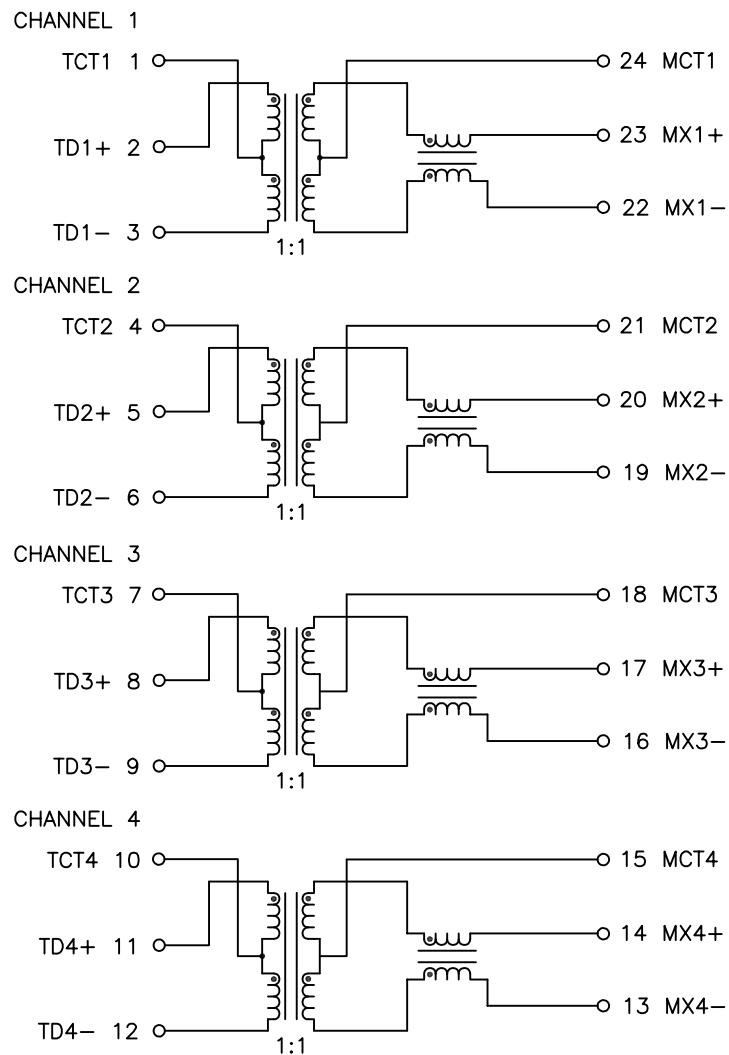 CHANNEL 1
TCT1 1 24 MCT1
TD1+ 2 23 MX1+
TD1− 3 22 MX1−
1:1
CHANNEL 2
TCT2 4 21 MCT2
TD2+ 5 20 MX2+
TD2− 6 19 MX2−
1:1
CHANNEL 3
TCT3 7 18 MCT3
TD3+ 8 17 MX3+
TD3− 9 16 MX3−
1:1
CHANNEL 4
TCT4 10 15 MCT4
TD4+ 11 14 MX4+
TD4− 12 13 MX4−
1:1